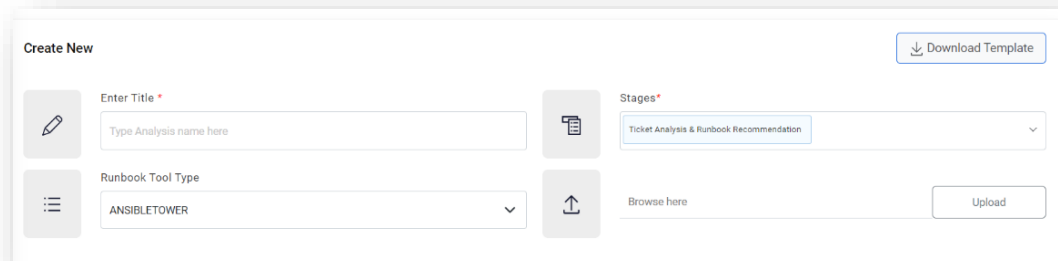 Create New
Download Template
Enter Title *
Type Analysis name here
Stages*
Ticket Analysis & Runbook Recommendation
Runbook Tool Type
ANSIBLETOWER
Browse here
Upload